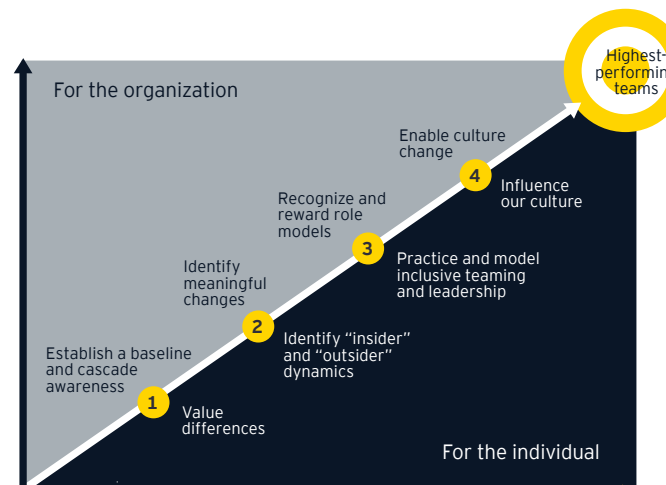 Highest-
performin
teams
For the organization
Enable culture
change
4
Influence
our culture
Recognize and
reward role
models
3
Practice and model
inclusive teaming
and leadership
Identify
meaningful
changes
2
Identify “insider”
and “outsider”
dynamics
Establish a baseline
and cascade
awareness
1
Value
differences
For the individual